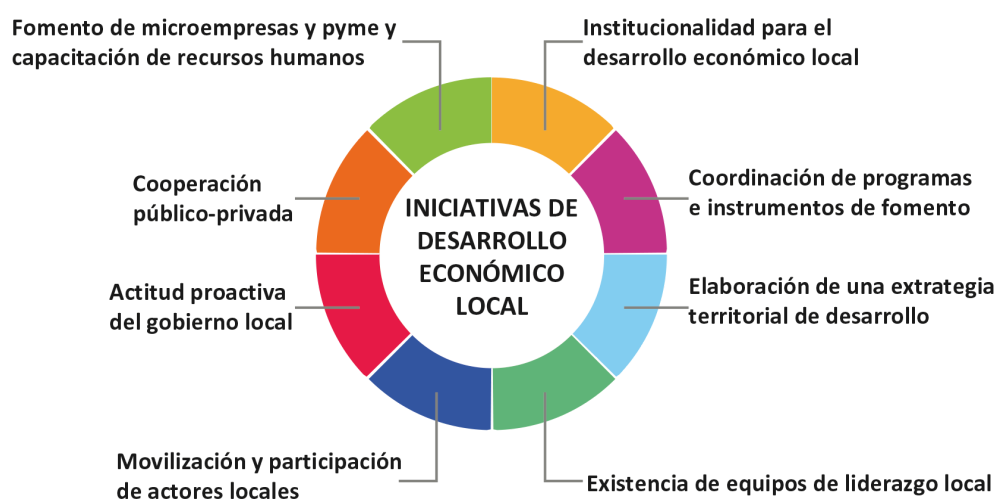 Fomento de microempresas y pyme y
capacitación de recursos humanos
Institucionalidad para el
desarrollo económico local
Cooperación
público-privada
Coordinación de programas
e instrumentos de fomento
INICIATIVAS DE
DESARROLLO
ECONÓMICO
LOCAL
Actitud proactiva
del gobierno local
Elaboración de una extrategia
territorial de desarrollo
Movilización y participación
de actores locales
Existencia de equipos de liderazgo local